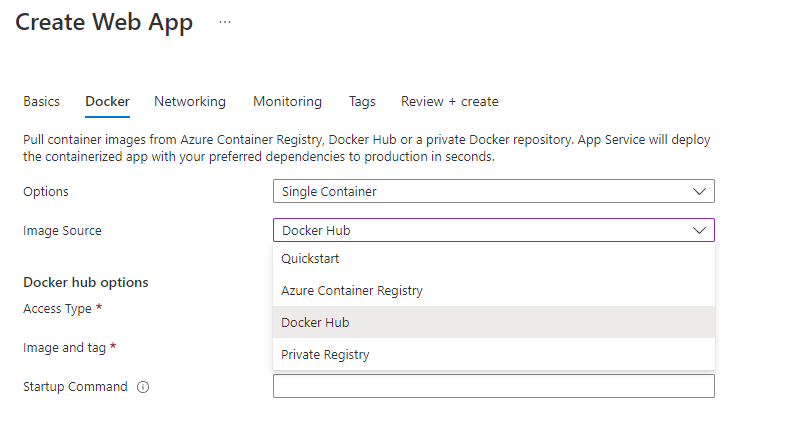 Create Web App ...
Basics Docker Networking Monitoring Tags Review + create
Pull container images from Azure Container Registry, Docker Hub or a private Docker repository. App Service will deploy
the containerized app with your preferred dependencies to production in seconds.
Options Single Container
Image Source Docker Hub
Quickstart
Docker hub options
Azure Container Registry
Access Type *
Docker Hub
Image and tag *
Private Registry
Startup Command